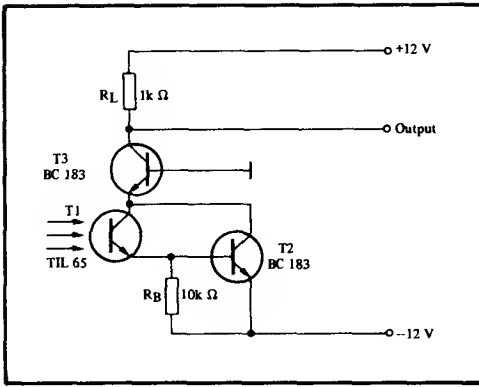 +12 V
RL 1k Ω
Output
T3
BC 183
T1
TIL 65
T2
BC 183
RB 10k Ω
–12 V